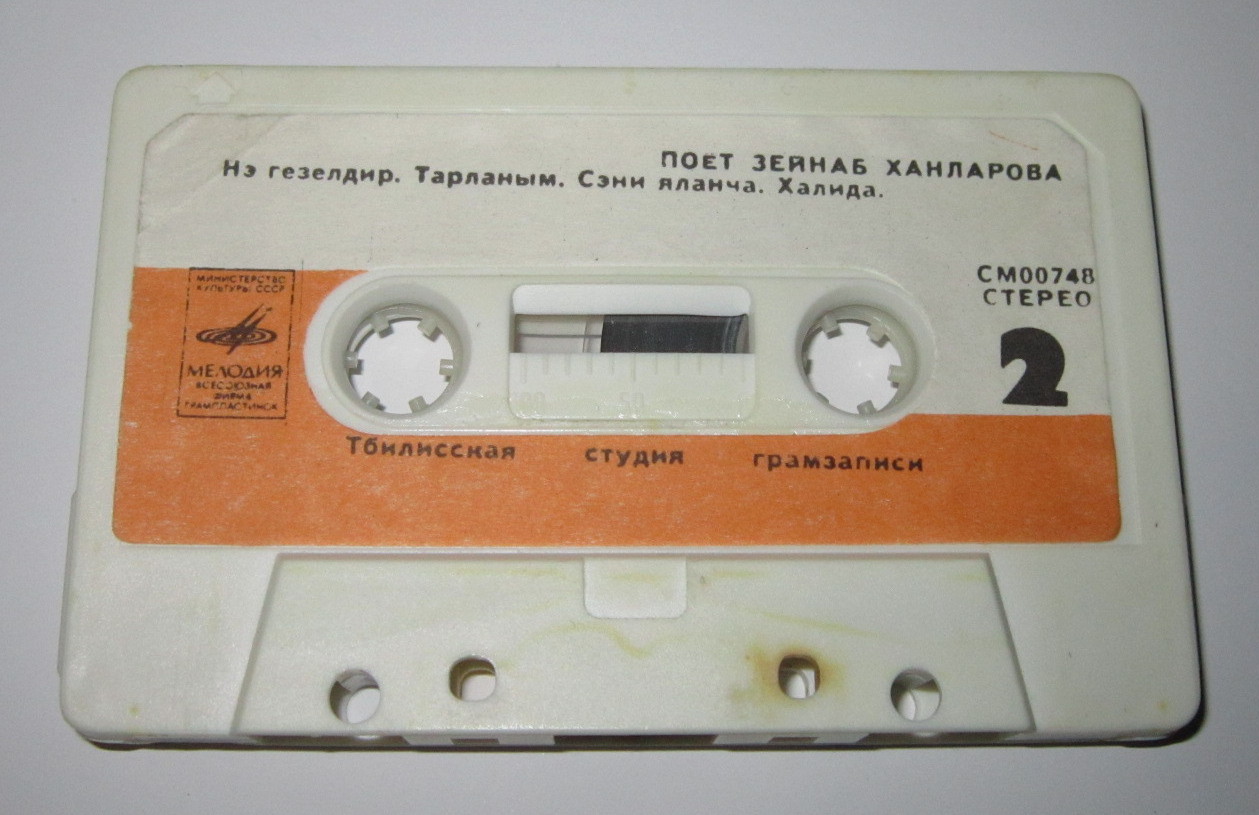 ПОЕТ ЗЕЙНАБ ХАНЛАРОВА
Нэ гезелдир. Тарланым. Сэни яланча. Халида.
МИНИСТЕРСТВО
КУЛЬТУРЫ СССР
МЕЛОДИЯ
ВСЕСОЮЗНАЯ
ФИРМА
ГРАМПЛАСТИНОК
СМ00748
СТЕРЕО
2
Тбилисская студия грамзаписи
50